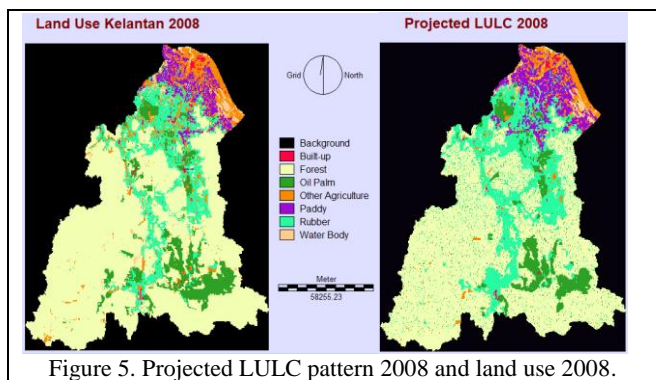 Land Use Kelantan 2008
Projected LULC 2008
Grid
North
Background
Built-up
Forest
Oil Palm
Other Agriculture
Paddy
Rubber
Water Body
Meter
58255.23
Figure 5. Projected LULC pattern 2008 and land use 2008.